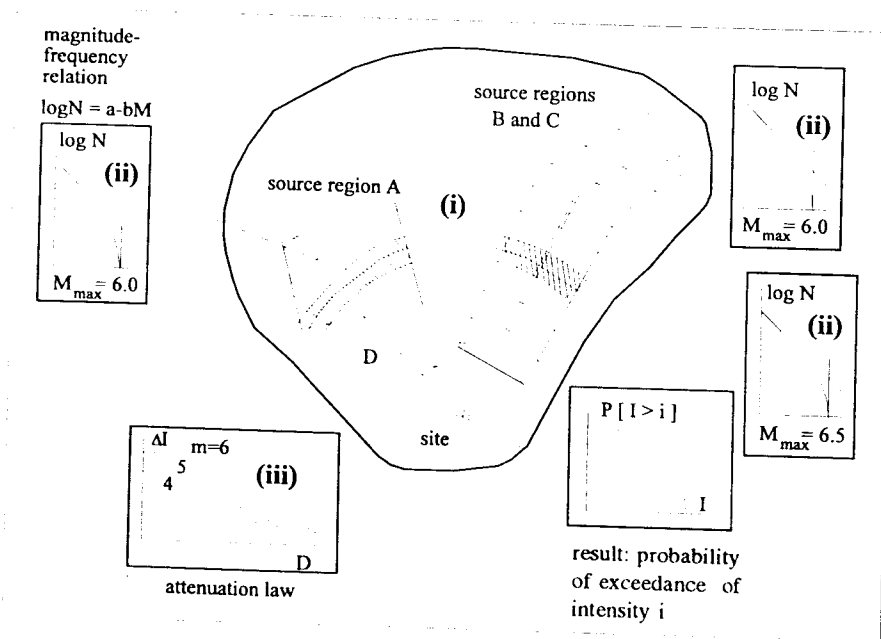 magnitude-
frequency
relation
logN = a-bM
log N
(ii)
M max = 6.0
source regions
B and C
source region A
(i)
D
site
log N
(ii)
M max = 6.0
log N
(ii)
M max = 6.5
ΔI
m=6
5
4
(iii)
D
attenuation law
P [ I > i ]
I
result: probability
of exceedance of
intensity i